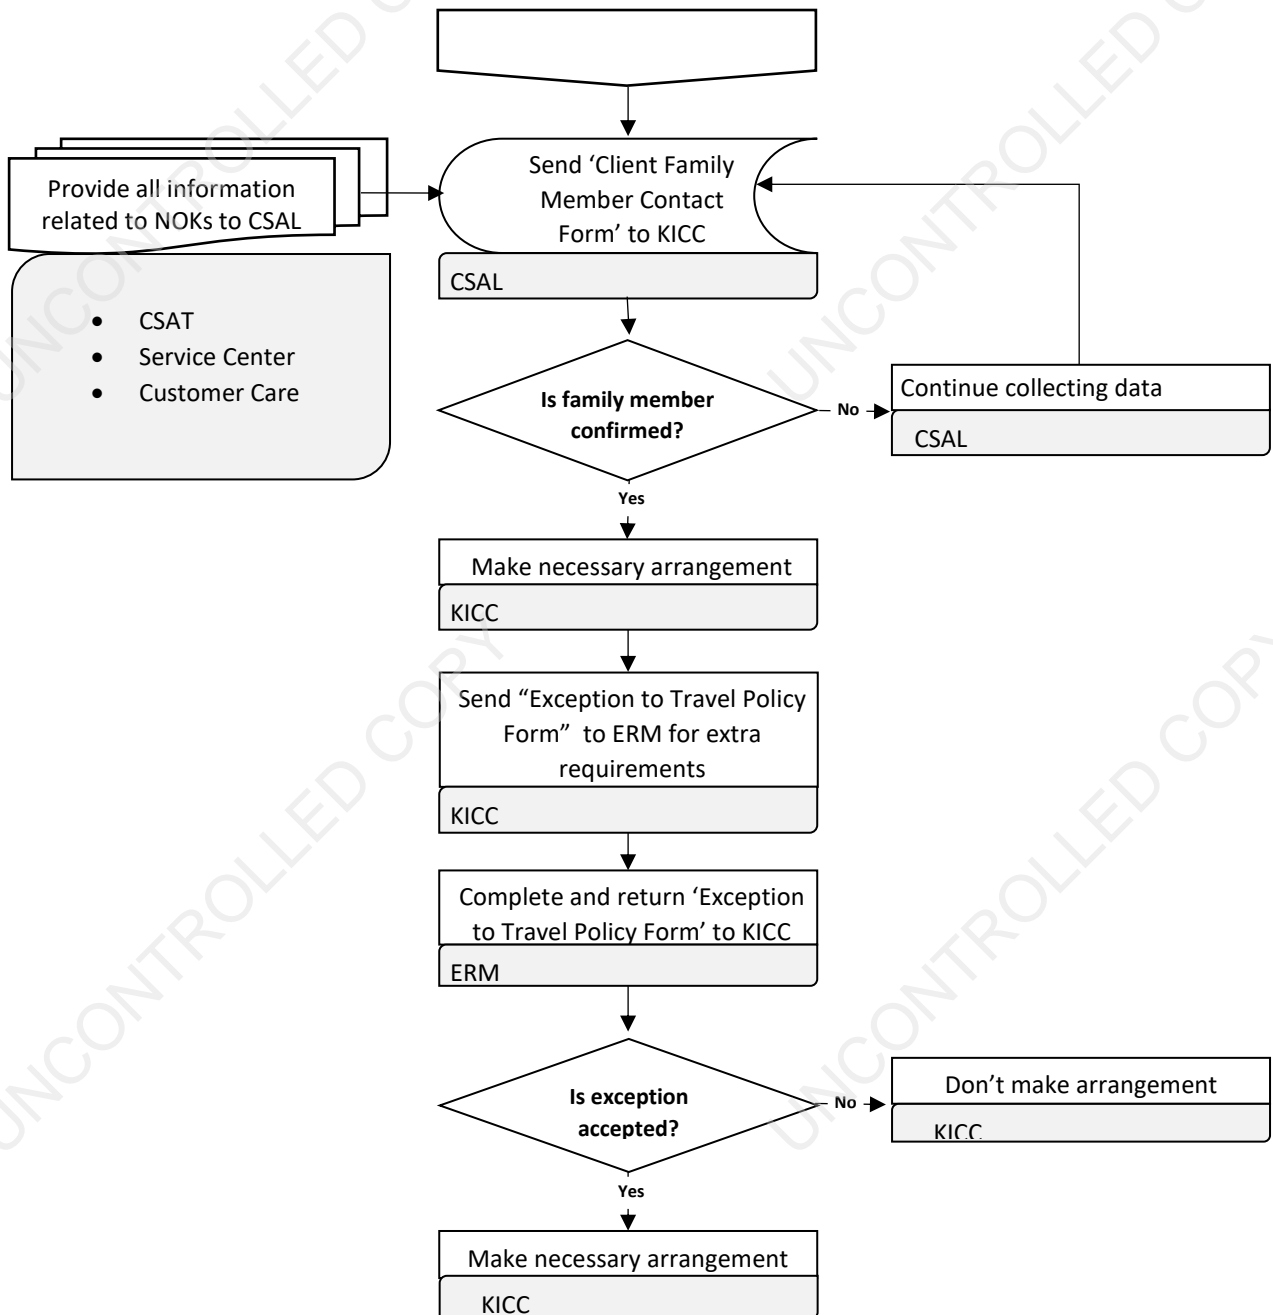 Provide all information
related to NOKs to CSAL
• CSAT
• Service Center
• Customer Care
Send ‘Client Family
Member Contact
Form’ to KICC
CSAL
Is family member
confirmed?
No
Continue collecting data
CSAL
Yes
Make necessary arrangement
KICC
Send “Exception to Travel Policy
Form” to ERM for extra
requirements
KICC
Complete and return ‘Exception
to Travel Policy Form’ to KICC
ERM
Is exception
accepted?
No
Don’t make arrangement
KICC
Yes
Make necessary arrangement
KICC
UNCONTROLLED COPY
UNCONTROLLED COPY
UNCONTROLLED COPY
UNCONTROLLED COPY